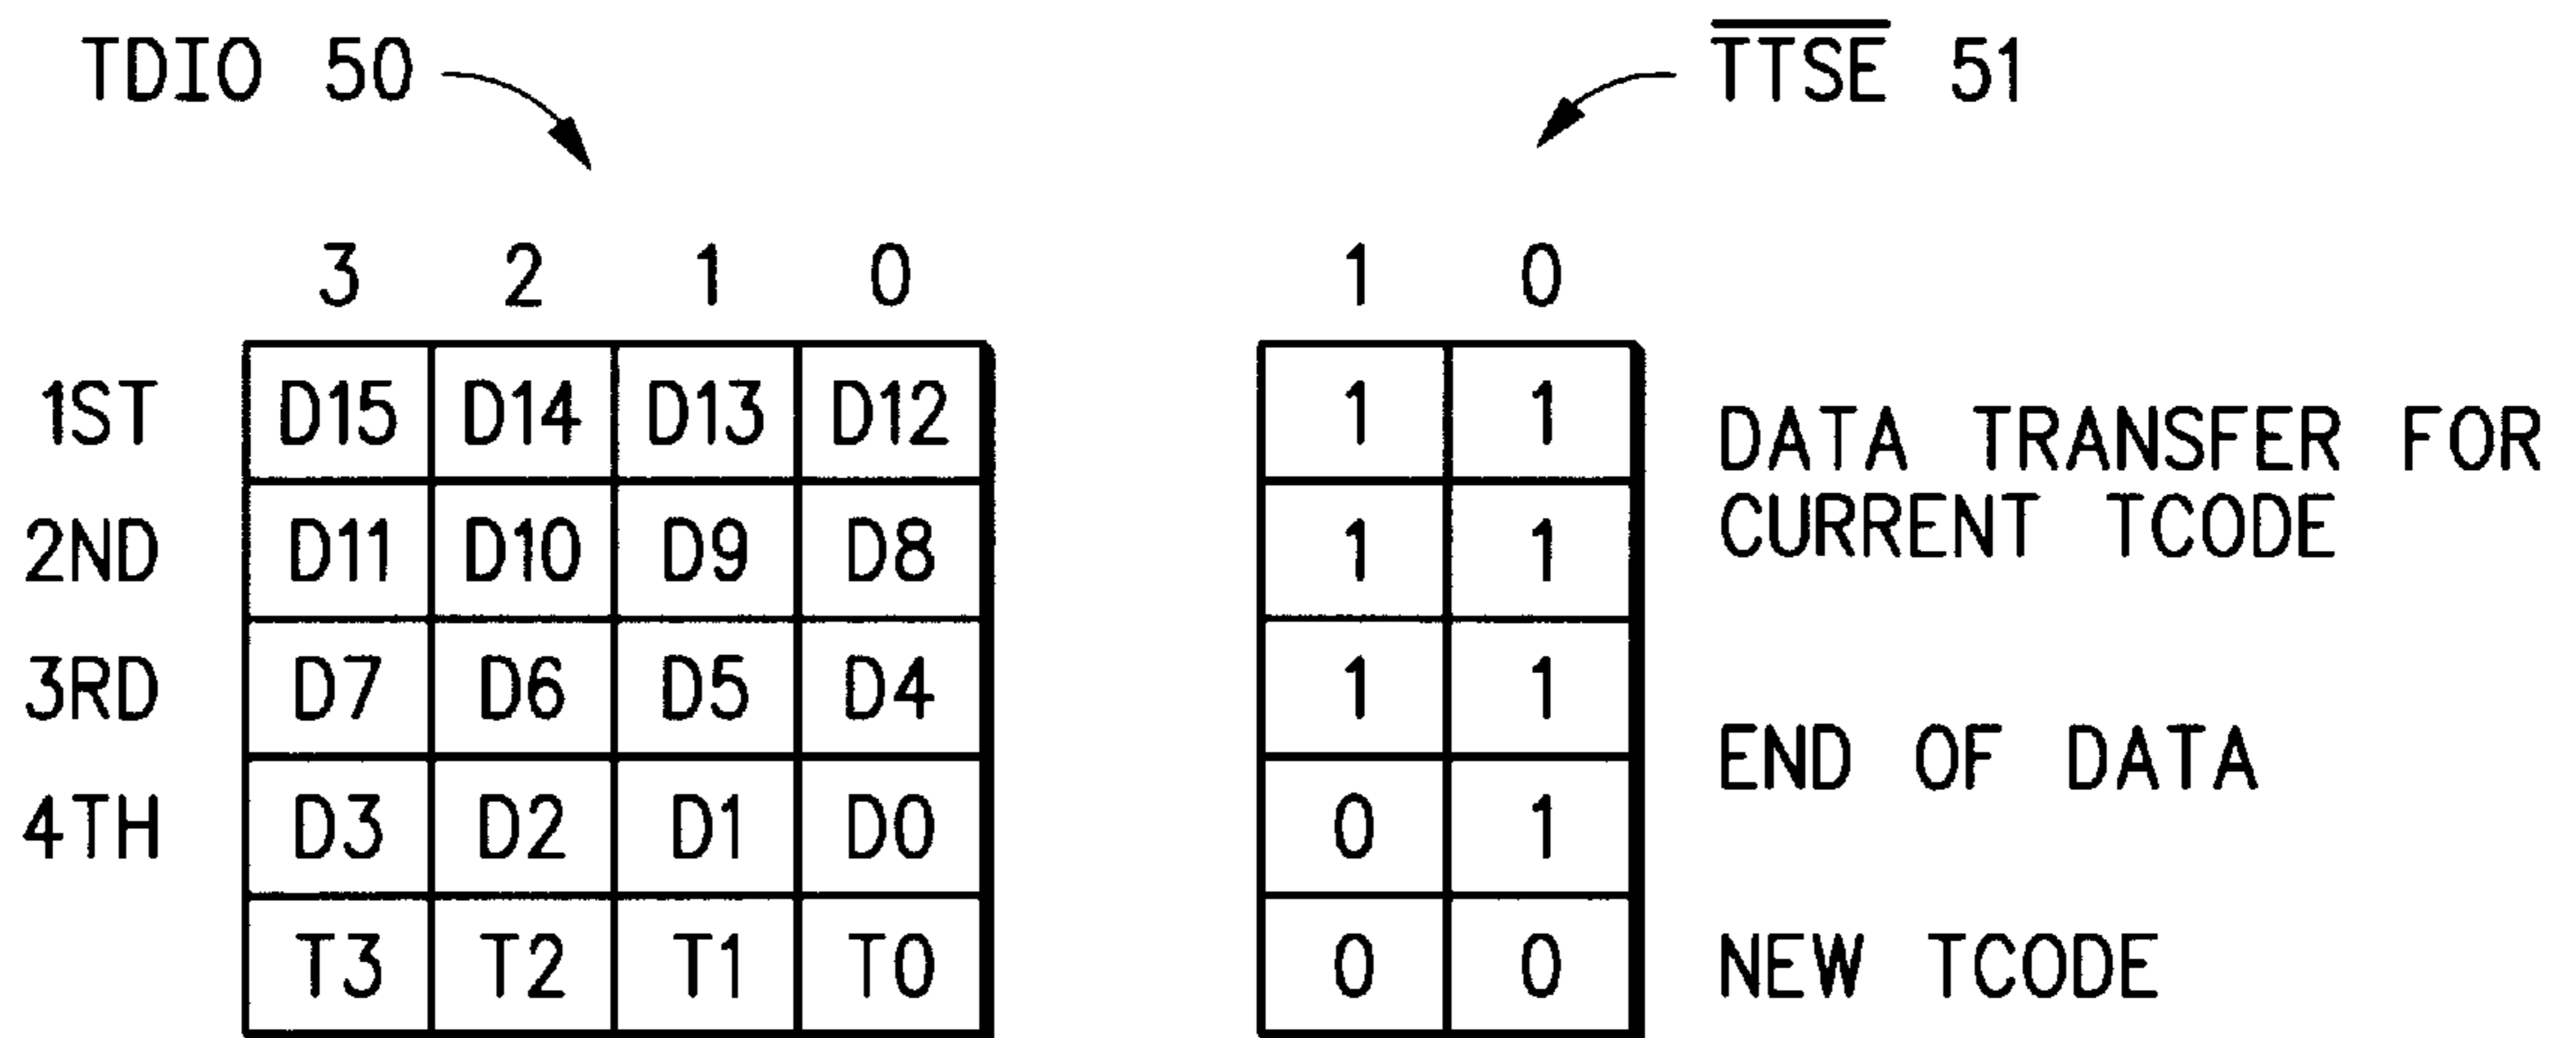 TDIO 50 TTSE 51
3 2 1 0 1 0
1ST D15 D14 D13 D12 1 1 DATA TRANSFER FOR
2ND D11 D10 D9 D8 1 1 CURRENT TCODE
3RD D7 D6 D5 D4 1 1
END OF DATA
4TH D3 D2 D1 D0 0 1
T3 T2 T1 T0 0 0 NEW TCODE